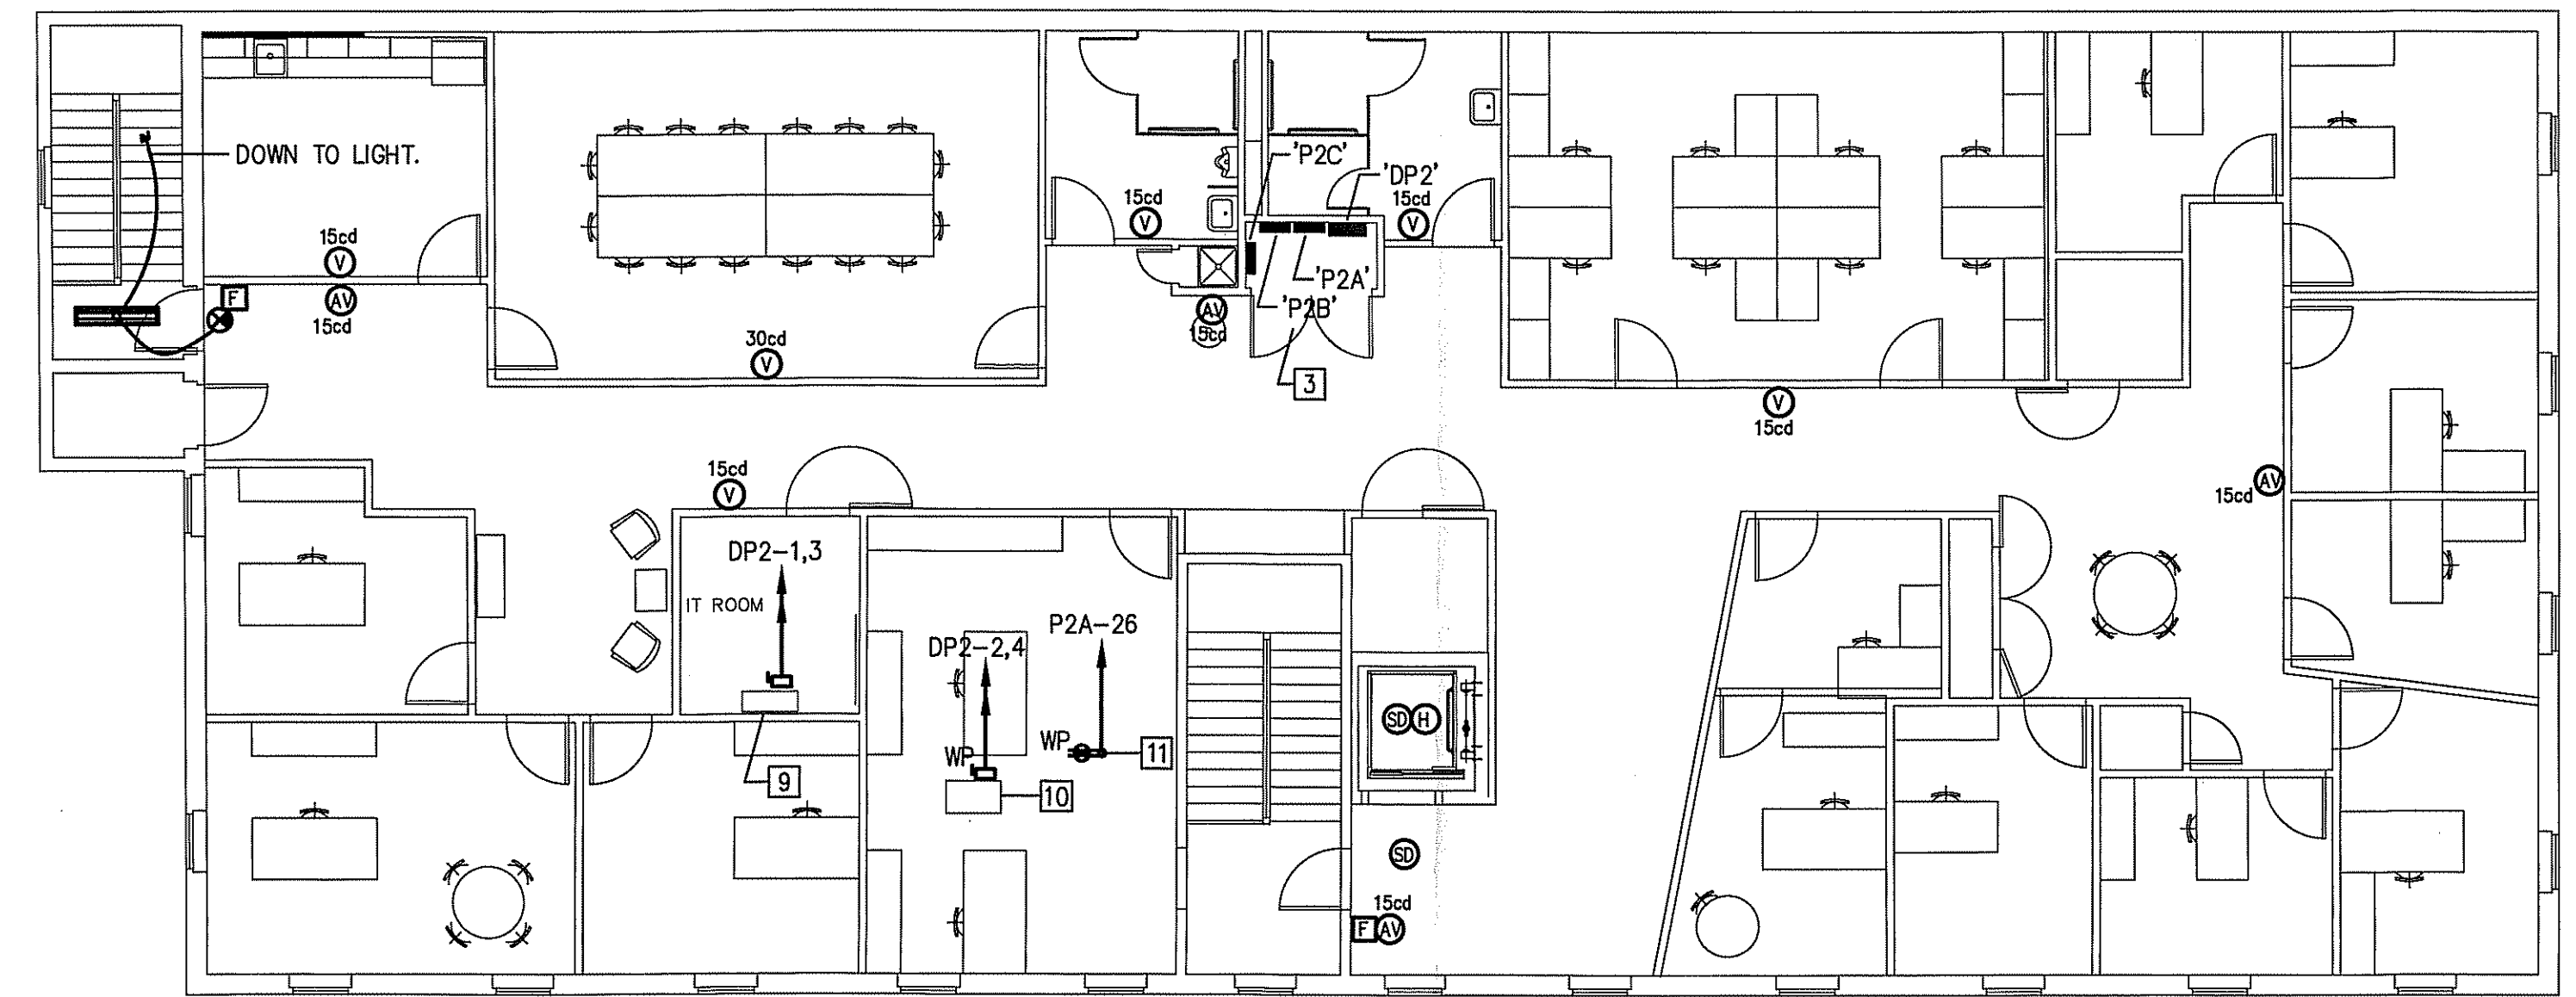 'P2C'
DOWN TO LIGHT.
'DP2'
15cd
V
15cd
V
15cd
V
'P2A'
F
AV
15cd
'P2B'
AV
15cd
30cd
V
3
V
15cd
15cd
V
AV
15cd
DP2-1,3
IT ROOM
P2A-26
DP2-2,4
SD
H
WP
WP
11
9
10
SD
15cd
F
AV